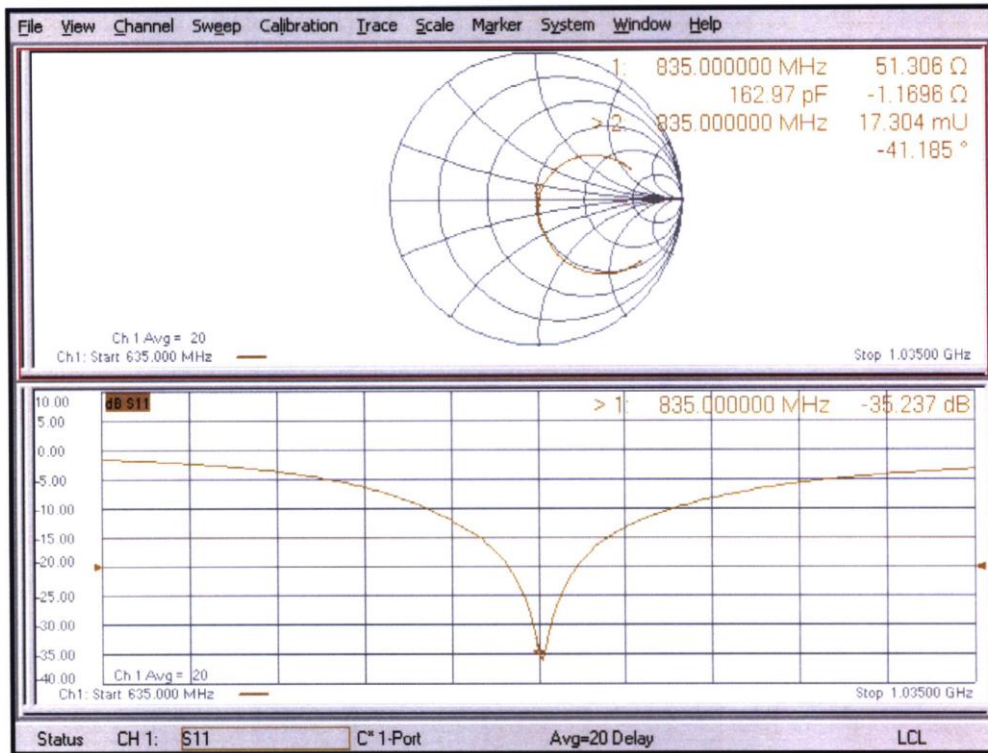 File View Channel Sweep Calibration Trace Scale Marker System Window Help
1: 835.000000 MHz 51.306 Ω
162.97 pF -1.1696 Ω
> 2: 835.000000 MHz 17.304 mU
-41.185 °
Ch 1 Avg = 20
Ch1: Start 635.000 MHz Stop 1.03500 GHz
10.00 dB S11 > 1: 835.000000 MHz -35.237 dB
5.00
0.00
-5.00
-10.00
-15.00
-20.00
-25.00
-30.00
-35.00
-40.00 Ch 1 Avg = 20
Ch1: Start 635.000 MHz Stop 1.03500 GHz
Status CH 1: S11 C* 1-Port Avg=20 Delay LCL